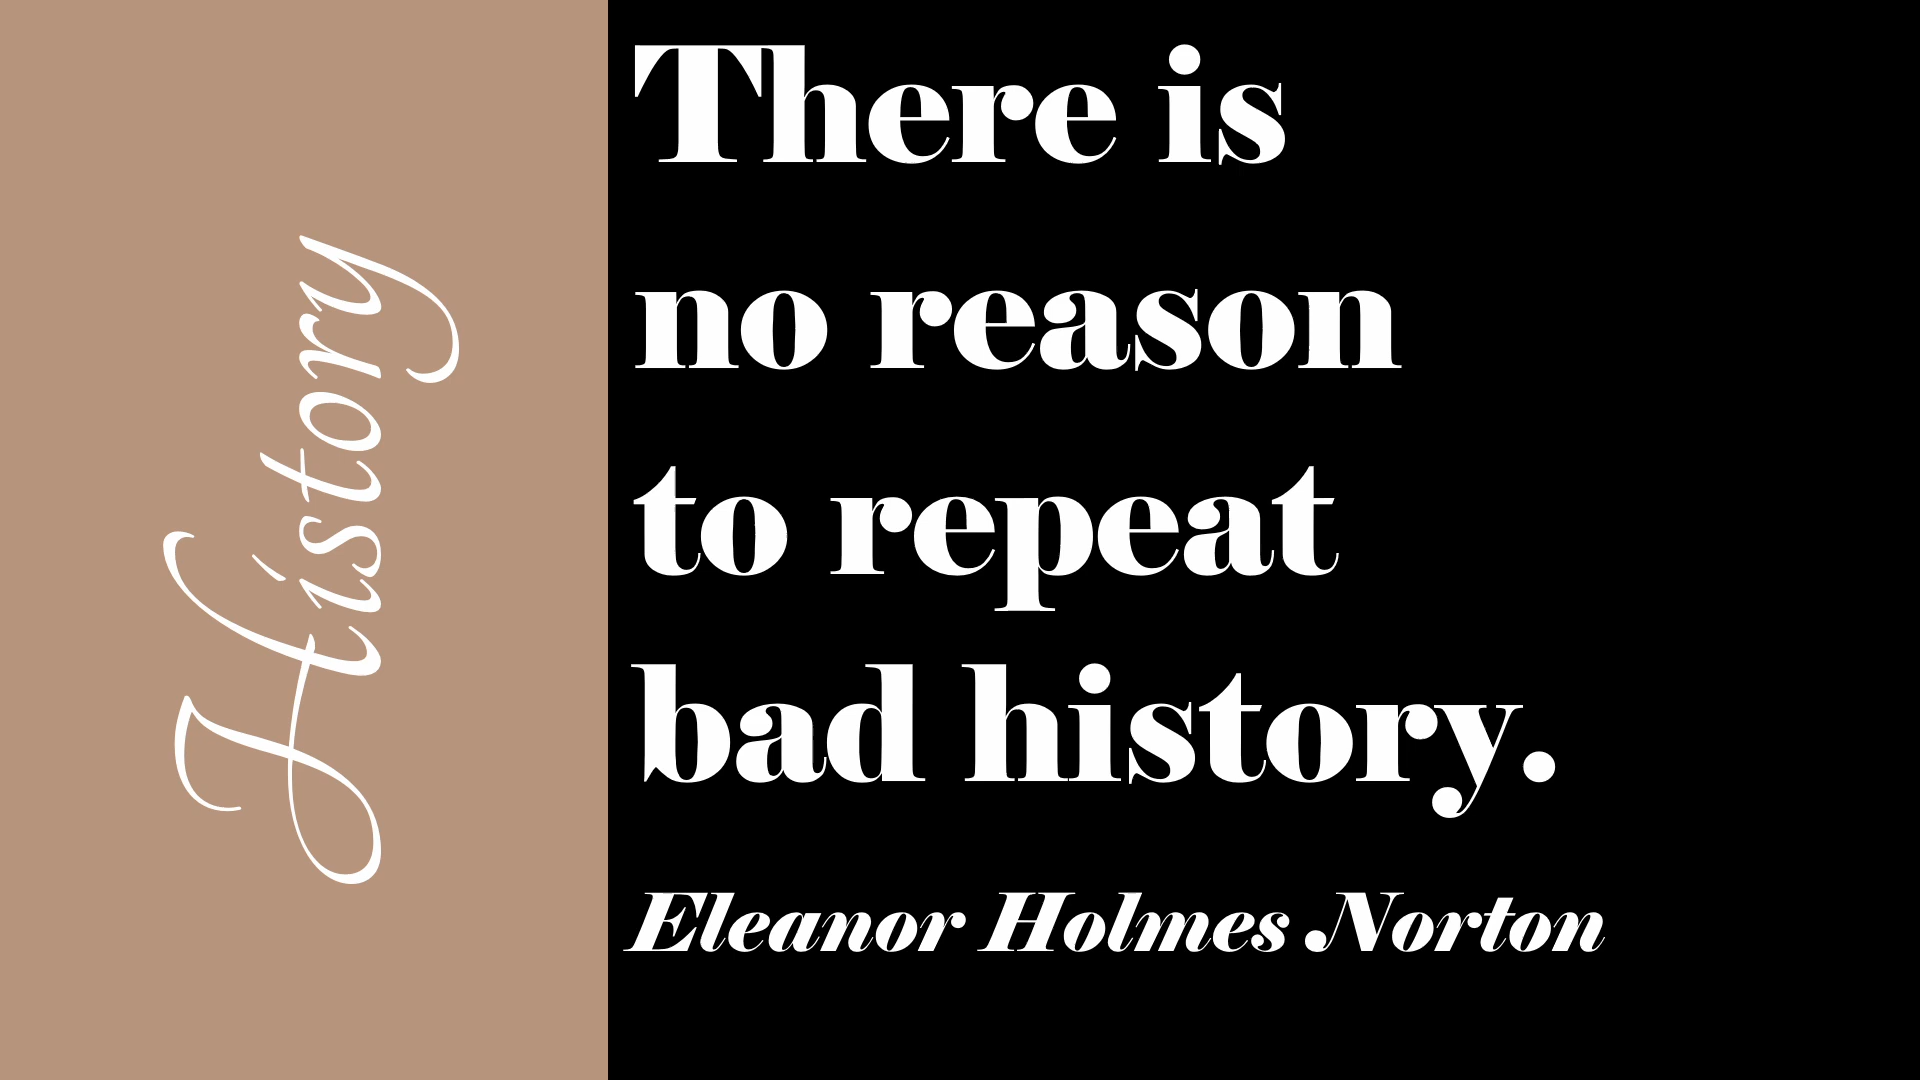 History
There is
no reason
to repeat
bad history.
Eleanor Holmes Norton